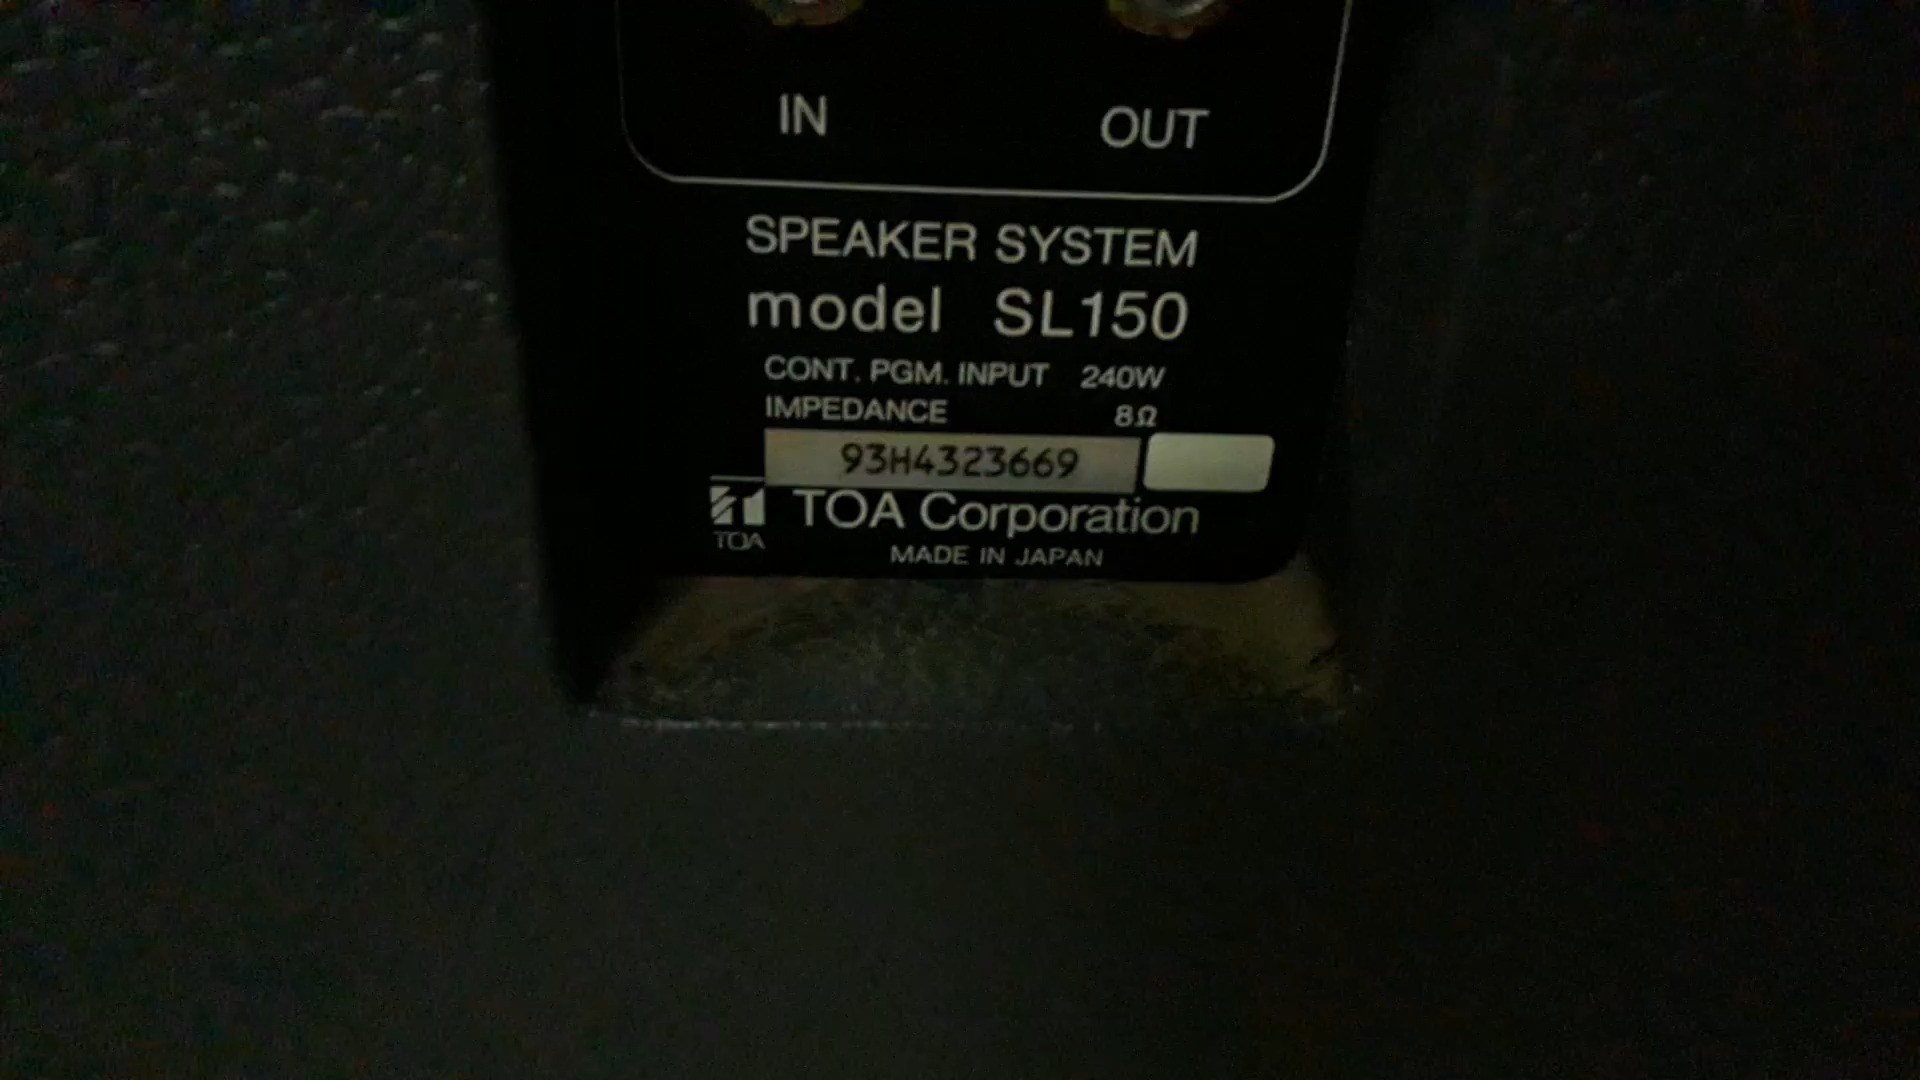 IN OUT
SPEAKER SYSTEM
model SL150
CONT. PGM. INPUT 240W
IMPEDANCE 8Ω
93H4323669
TOA TOA Corporation
MADE IN JAPAN